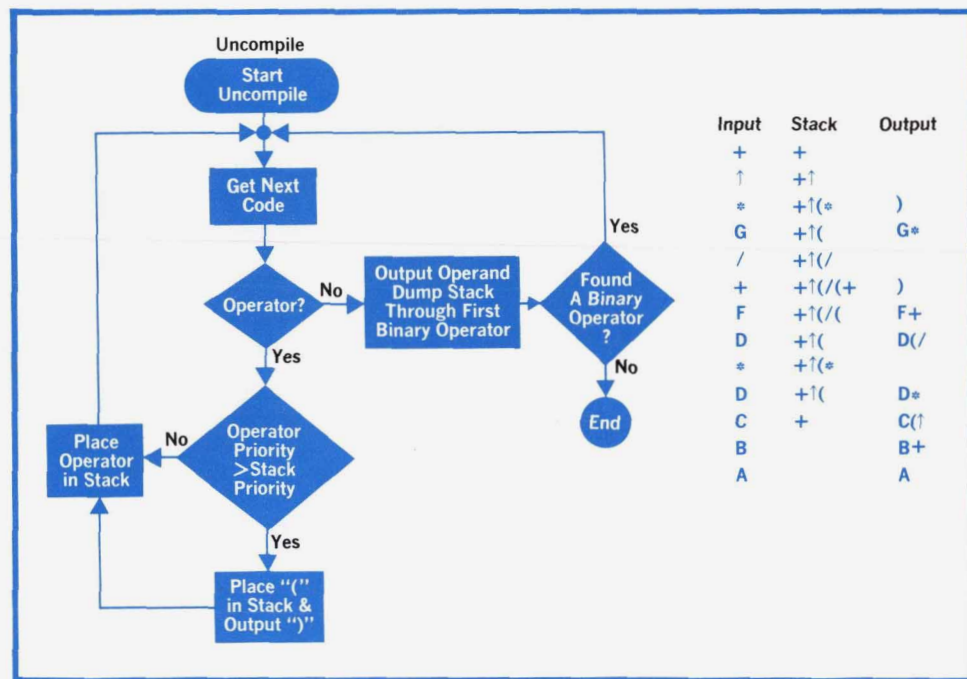 Uncompile
Start
Uncompile
Get Next
Code
Operator?
No
Yes
Output Operand
Dump Stack
Through First
Binary Operator
Yes
Found
A Binary
Operator
?
No
End
Operator
Priority
>Stack
Priority
No
Place
Operator
in Stack
Yes
Place “(”
in Stack &
Output “)”
Input Stack Output
+ +
↑ +↑
* +↑(* )
G +↑( G*
/ +↑(/
+ +↑(/(+ )
F +↑(/( F+
D +↑( D(/
* +↑(*
D +↑( D*
C + C(↑
B B+
A A